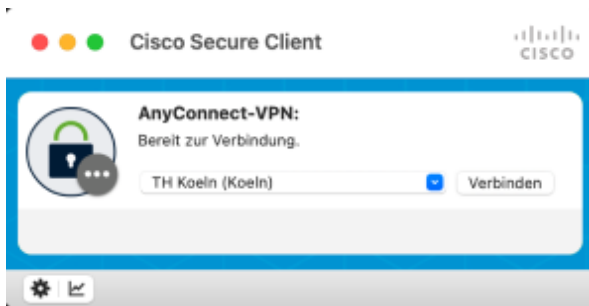 Cisco Secure Client
CISCO
AnyConnect-VPN:
Bereit zur Verbindung.
TH Koeln (Koeln)
Verbinden